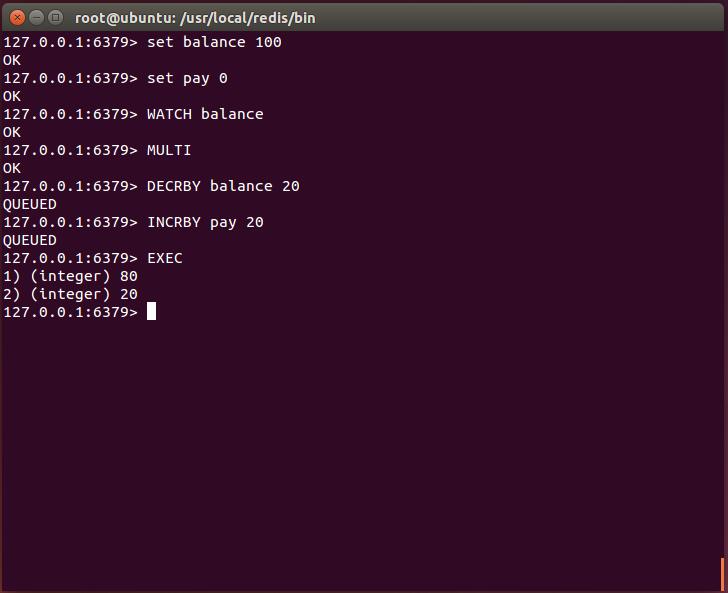 root@ubuntu: /usr/local/redis/bin
127.0.0.1:6379> set balance 100
OK
127.0.0.1:6379> set pay 0
OK
127.0.0.1:6379> WATCH balance
OK
127.0.0.1:6379> MULTI
OK
127.0.0.1:6379> DECRBY balance 20
QUEUED
127.0.0.1:6379> INCRBY pay 20
QUEUED
127.0.0.1:6379> EXEC
1) (integer) 80
2) (integer) 20
127.0.0.1:6379>